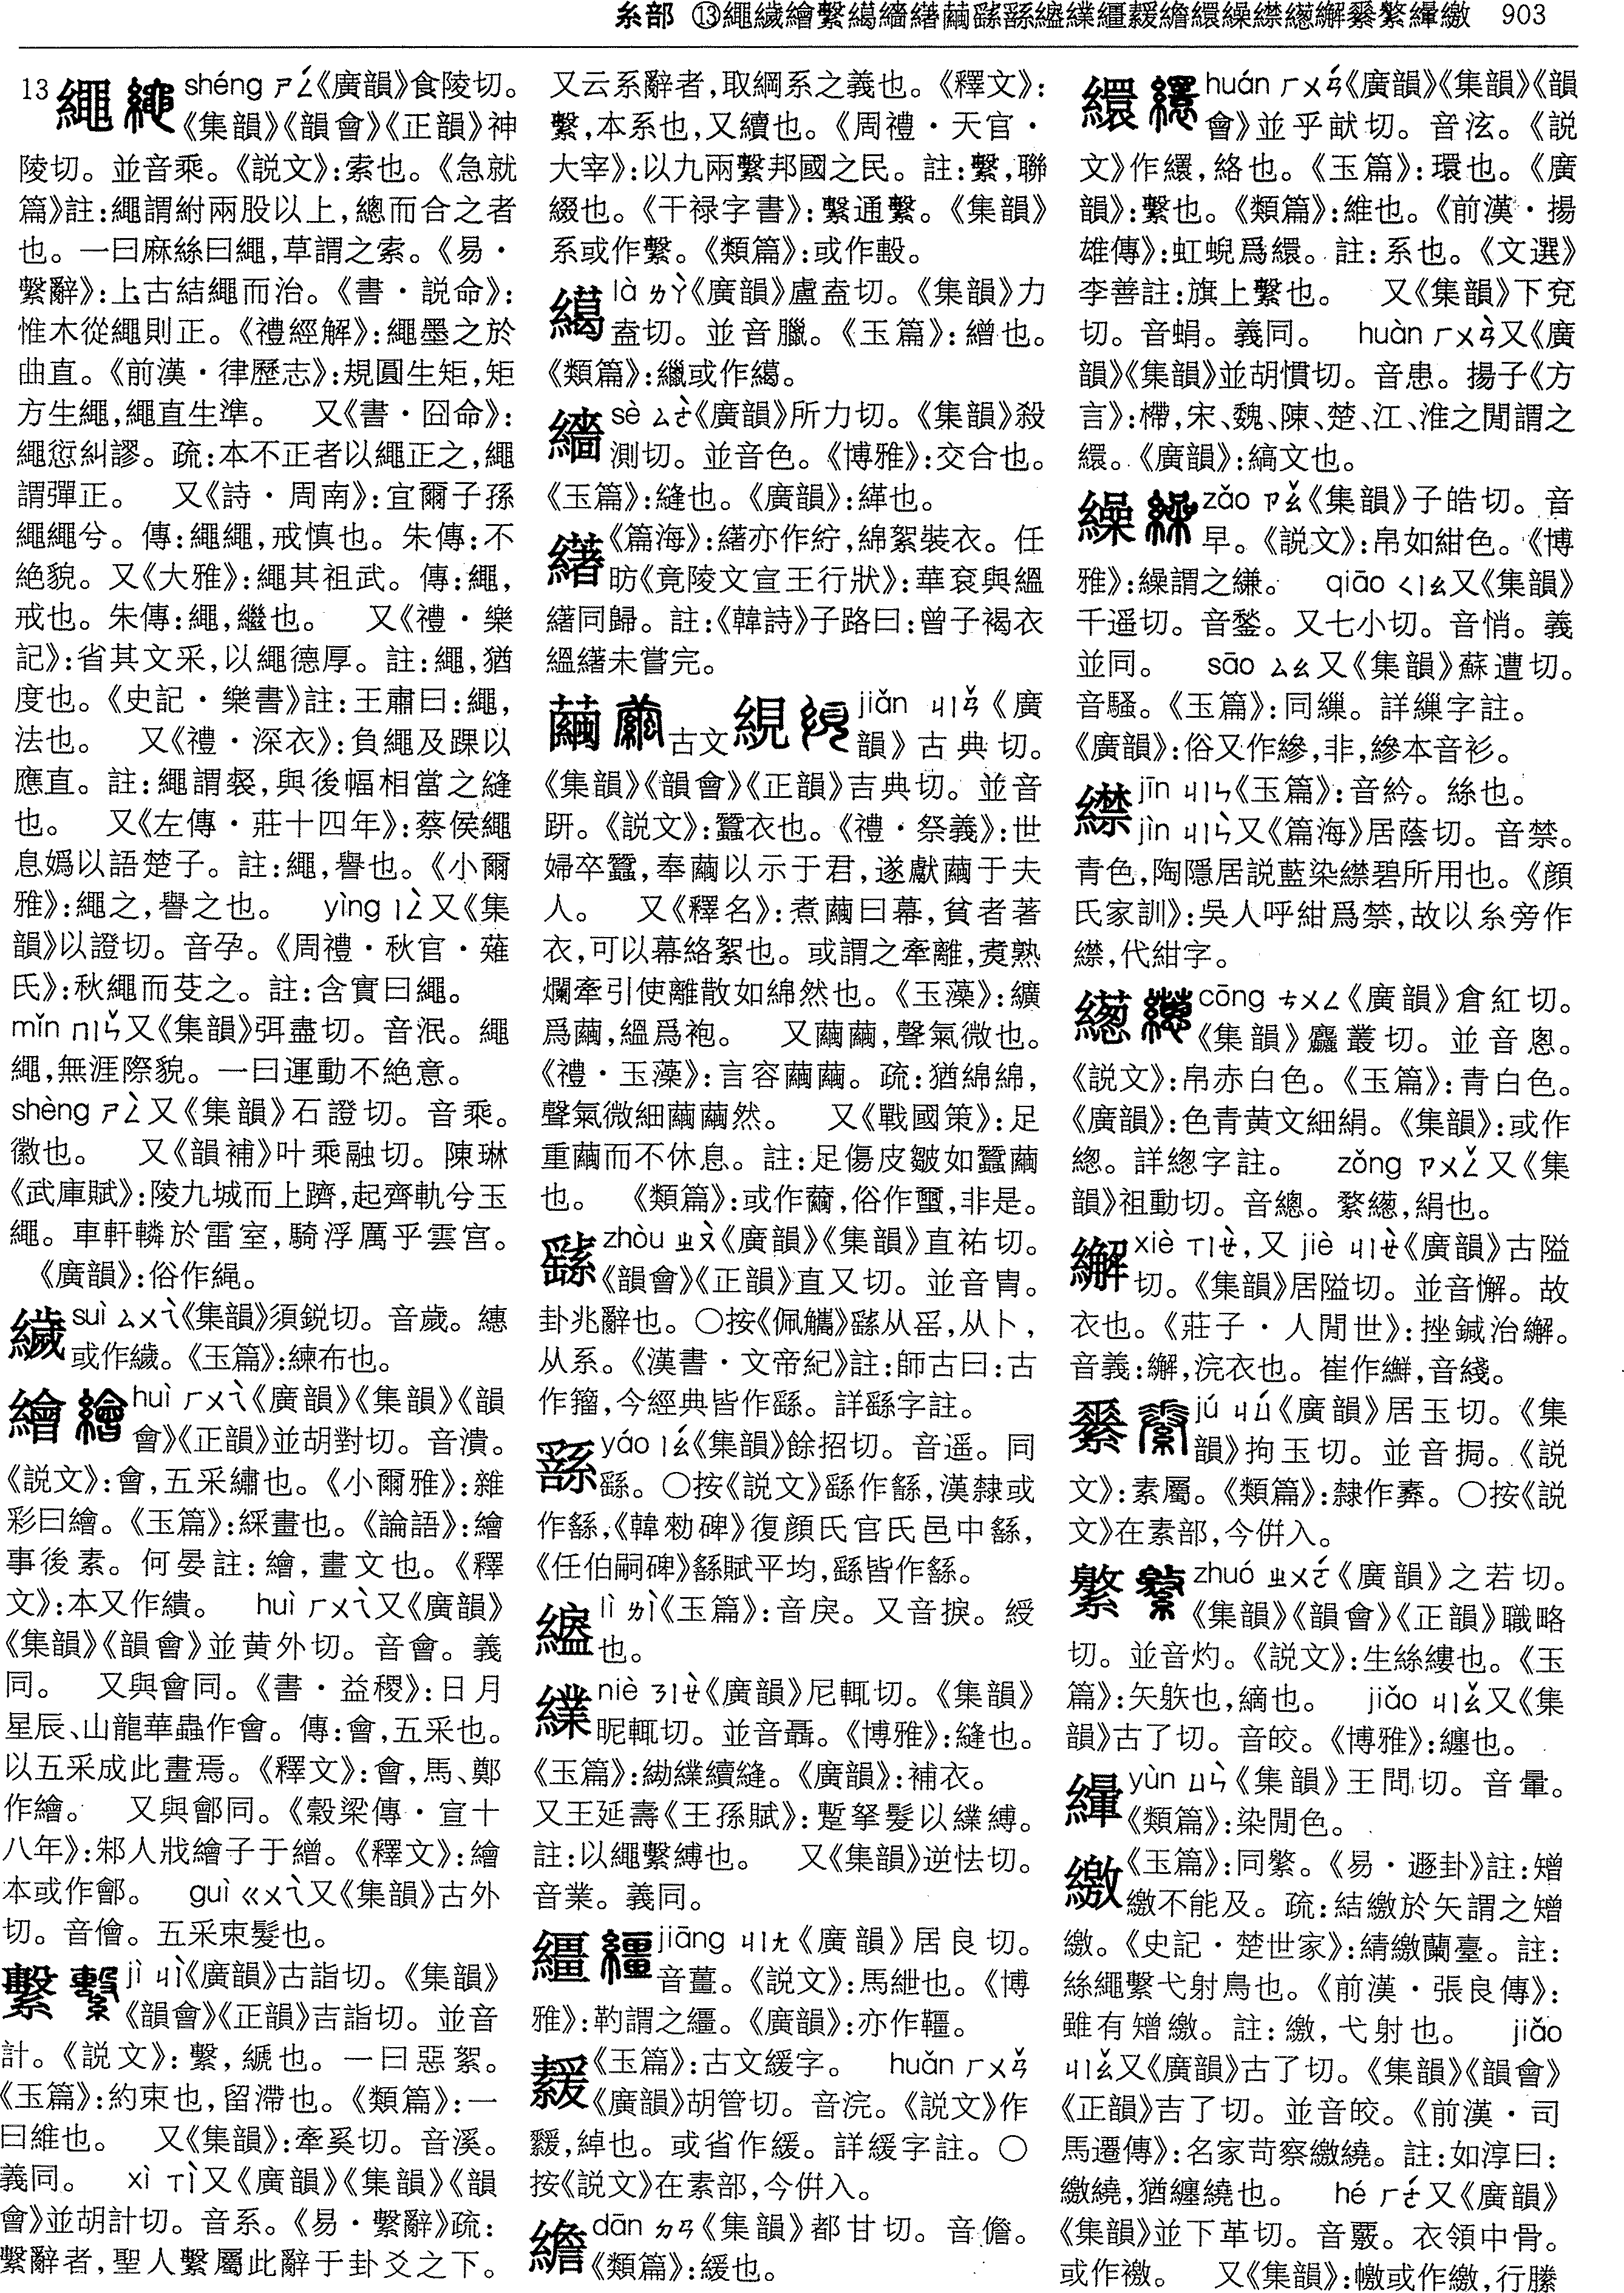 糸部 ⑬繩繀繪繫𦆡繬繨繭繇繇𦇎緤繮𦆷繵繯繰繎繱繲𦆯繁𦆢繳 903
13 繩 shéng ㄕㄥˊ《廣韻》食陵切。
《集韻》《韻會》《正韻》神
陵切。並音乘。《説文》:索也。《急就
篇》註:繩謂紨兩股以上,總而合之者
也。一曰麻絲曰繩,草謂之索。《易·
繫辭》:上古結繩而治。《書·説命》:
惟木從繩則正。《禮經解》:繩墨之於
曲直。《前漢·律歷志》:規圓生矩,矩
方生繩,繩直生準。 又《書·冏命》:
繩愆糾謬。疏:本不正者以繩正之,繩
謂彈正。 又《詩·周南》:宜爾子孫
繩繩兮。傳:繩繩,戒慎也。朱傳:不
絶貌。又《大雅》:繩其祖武。傳:繩,
戒也。朱傳:繩,繼也。 又《禮·樂
記》:省其文采,以繩德厚。註:繩,猶
度也。《史記·樂書》註:王肅曰:繩,
法也。 又《禮·深衣》:負繩及踝以
應直。註:繩謂裻,與後幅相當之縫
也。 又《左傳·莊十四年》:蔡侯繩
息嬀以語楚子。註:繩,譽也。《小爾
雅》:繩之,譽之也。 yìng ㄧㄥˋ又《集
韻》以證切。音孕。《周禮·秋官·薙
氏》:秋繩而芟之。註:含實曰繩。
mǐn ㄇㄧㄣˇ又《集韻》弭盡切。音泯。繩
繩,無涯際貌。一曰運動不絶意。
shèng ㄕㄥˋ又《集韻》石證切。音乘。
徽也。 又《韻補》叶乘融切。陳琳
《武庫賦》:陵九城而上躋,起齊軌兮玉
繩。車軒轔於雷室,騎浮厲乎雲宫。
《廣韻》:俗作縄。
suì ㄙㄨㄟˋ《集韻》須鋭切。音歲。繐
或作繀。《玉篇》:練布也。
繪 huì ㄏㄨㄟˋ《廣韻》《集韻》《韻
會》《正韻》並胡對切。音潰。
《説文》:會,五采繡也。《小爾雅》:雜
彩曰繪。《玉篇》:綵畫也。《論語》:繪
事後素。何晏註:繪,畫文也。《釋
文》:本又作繢。 huì ㄏㄨㄟˋ又《廣韻》
《集韻》《韻會》並黄外切。音會。義
同。 又與會同。《書·益稷》:日月
星辰、山龍華蟲作會。傳:會,五采也。
以五采成此畫焉。《釋文》:會,馬、鄭
作繪。 又與鄫同。《穀梁傳·宣十
八年》:邾人戕繪子于繒。《釋文》:繪
本或作鄫。 guì ㄍㄨㄟˋ又《集韻》古外
切。音儈。五采束髮也。
繫 jì ㄐㄧˋ《廣韻》古詣切。《集韻》
《韻會》《正韻》吉詣切。並音
計。《説文》:繫,繘也。一曰惡絮。
《玉篇》:約束也,留滯也。《類篇》:一
曰維也。 又《集韻》:牽奚切。音溪。
義同。 xì ㄒㄧˋ又《廣韻》《集韻》《韻
會》並胡計切。音系。《易·繫辭》疏:
繫辭者,聖人繫屬此辭于卦爻之下。
又云系辭者,取綱系之義也。《釋文》:
繫,本系也,又續也。《周禮·天官·
大宰》:以九兩繫邦國之民。註:繫,聯
綴也。《干禄字書》:繫通繫。《集韻》
系或作繫。《類篇》:或作毄。
là ㄌㄚˋ《廣韻》盧盍切。《集韻》力
盍切。並音臘。《玉篇》:繒也。
《類篇》:纚或作𦆡。
繬 sè ㄙㄜˋ《廣韻》所力切。《集韻》殺
測切。並音色。《博雅》:交合也。
《玉篇》:縫也。《廣韻》:緙也。
《篇海》:䌷亦作紵,綿絮裝衣。任
昉《竟陵文宣王行狀》:華衮與緼
䌷同歸。註:《韓詩》子路曰:曾子褐衣
緼䌷未嘗完。
繭 古文絸 jiǎn ㄐㄧㄢˇ《廣
韻》古典切。
《集韻》《韻會》《正韻》吉典切。並音
趼。《説文》:蠶衣也。《禮·祭義》:世
婦卒蠶,奉繭以示于君,遂獻繭于夫
人。 又《釋名》:煮繭曰幕,貧者著
衣,可以幕絡絮也。或謂之牽離,煑熟
爛牽引使離散如綿然也。《玉藻》:纊
爲繭,緼爲袍。 又繭繭,聲氣微也。
《禮·玉藻》:言容繭繭。疏:猶綿綿,
聲氣微細繭繭然。 又《戰國策》:足
重繭而不休息。註:足傷皮皺如蠶繭
也。 《類篇》:或作蠒,俗作𧖅,非是。
zhòu ㄓㄡˋ《廣韻》《集韻》直祐切。
《韻會》《正韻》直又切。並音胄。
卦兆辭也。○按《佩觿》繇从䍃,从卜,
从系。《漢書·文帝紀》註:師古曰:古
作籀,今經典皆作繇。詳繇字註。
yáo ㄧㄠˊ《集韻》餘招切。音遥。同
繇。○按《説文》繇作䌛,漢隸或
作䌛,《韓勑碑》復顔氏官氏邑中䌛,
《任伯嗣碑》䌛賦平均,繇皆作䌛。
lì ㄌㄧˋ《玉篇》:音戾。又音捩。綬
也。
niè ㄋㄧㄝˋ《廣韻》尼輒切。《集韻》
昵輒切。並音聶。《博雅》:縫也。
《玉篇》:緰緤續縫。《廣韻》:補衣。
又王延壽《王孫賦》:蹔拏髮以緤縛。
註:以繩繫縛也。 又《集韻》逆怯切。
音業。義同。
繮 jiāng ㄐㄧㄤ《廣韻》居良切。
音薑。《説文》:馬紲也。《博
雅》:靮謂之繮。《廣韻》:亦作韁。
《玉篇》:古文緩字。 huǎn ㄏㄨㄢˇ
《廣韻》胡管切。音浣。《説文》作
𦇨,綽也。或省作緩。詳緩字註。○
按《説文》在素部,今倂入。
dān ㄉㄢ《集韻》都甘切。音儋。
《類篇》:緩也。
繯 huán ㄏㄨㄢˊ《廣韻》《集韻》《韻
會》並乎畎切。音泫。《説
文》作繯,絡也。《玉篇》:環也。《廣
韻》:繫也。《類篇》:維也。《前漢·揚
雄傳》:虹蜺爲繯。註:系也。《文選》
李善註:旗上繫也。 又《集韻》下兗
切。音蜎。義同。 huàn ㄏㄨㄢˋ又《廣
韻》《集韻》並胡慣切。音患。揚子《方
言》:槫,宋、魏、陳、楚、江、淮之閒謂之
繯。《廣韻》:縞文也。
繰 zǎo ㄗㄠˇ《集韻》子皓切。音
早。《説文》:帛如紺色。《博
雅》:繰謂之縑。 qiāo ㄑㄧㄠ又《集韻》
千遥切。音鍫。又七小切。音悄。義
並同。 sāo ㄙㄠ又《集韻》蘇遭切。
音騷。《玉篇》:同繅。詳繅字註。
《廣韻》:俗又作縿,非,縿本音衫。
jīn ㄐㄧㄣ《玉篇》:音紟。絲也。
jìn ㄐㄧㄣˋ又《篇海》居蔭切。音禁。
青色,陶隱居説藍染襟碧所用也。《顔
氏家訓》:吳人呼紺爲禁,故以糸旁作
禁,代紺字。
繱 cōng ㄘㄨㄥ《廣韻》倉紅切。
《集韻》麤叢切。並音恖。
《説文》:帛赤白色。《玉篇》:青白色。
《廣韻》:色青黄文細絹。《集韻》:或作
總。詳總字註。 zǒng ㄗㄨㄥˇ又《集
韻》祖動切。音總。䋷繱,絹也。
繲 xiè ㄒㄧㄝˋ,又 jiè ㄐㄧㄝˋ《廣韻》古隘
切。《集韻》居隘切。並音懈。故
衣也。《莊子·人閒世》:挫鍼治繲。
音義:繲,浣衣也。崔作繲,音綫。
jú ㄐㄩˊ《廣韻》居玉切。《集
韻》拘玉切。並音挶。《説
文》:素屬。《類篇》:隸作𦃓。○按《説
文》在素部,今倂入。
zhuó ㄓㄨㄛˊ《廣韻》之若切。
《集韻》《韻會》《正韻》職略
切。並音灼。《説文》:生絲縷也。《玉
篇》:矢躲也,繳也。 jiǎo ㄐㄧㄠˇ又《集
韻》古了切。音皎。《博雅》:纏也。
yùn ㄩㄣˋ《集韻》王問切。音暈。
《類篇》:染閒色。
繳《玉篇》:同繁。《易·遯卦》註:矰
繳不能及。疏:結繳於矢謂之矰
繳。《史記·楚世家》:綪繳蘭臺。註:
絲繩繫弋射鳥也。《前漢·張良傳》:
雖有矰繳。註:繳,弋射也。 jiǎo
ㄐㄧㄠˇ又《廣韻》古了切。《集韻》《韻會》
《正韻》吉了切。並音皎。《前漢·司
馬遷傳》:名家苛察繳繞。註:如淳曰:
繳繞,猶纏繞也。 hé ㄏㄜˊ又《廣韻》
《集韻》並下革切。音覈。衣領中骨。
或作襒。 又《集韻》:憿或作繳,行縢